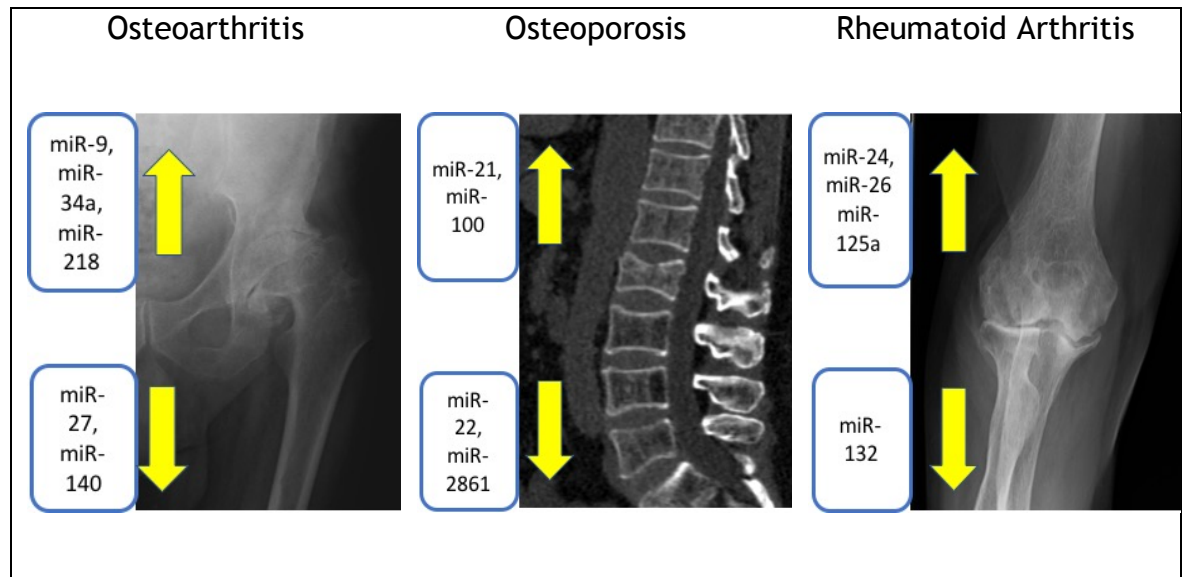 Osteoarthritis
Osteoporosis
Rheumatoid Arthritis
miR-9,
miR-
34a,
miR-
218
miR-
27,
miR-
140
miR-21,
miR-
100
miR-
22,
miR-
2861
miR-24,
miR-26
miR-
125a
miR-
132